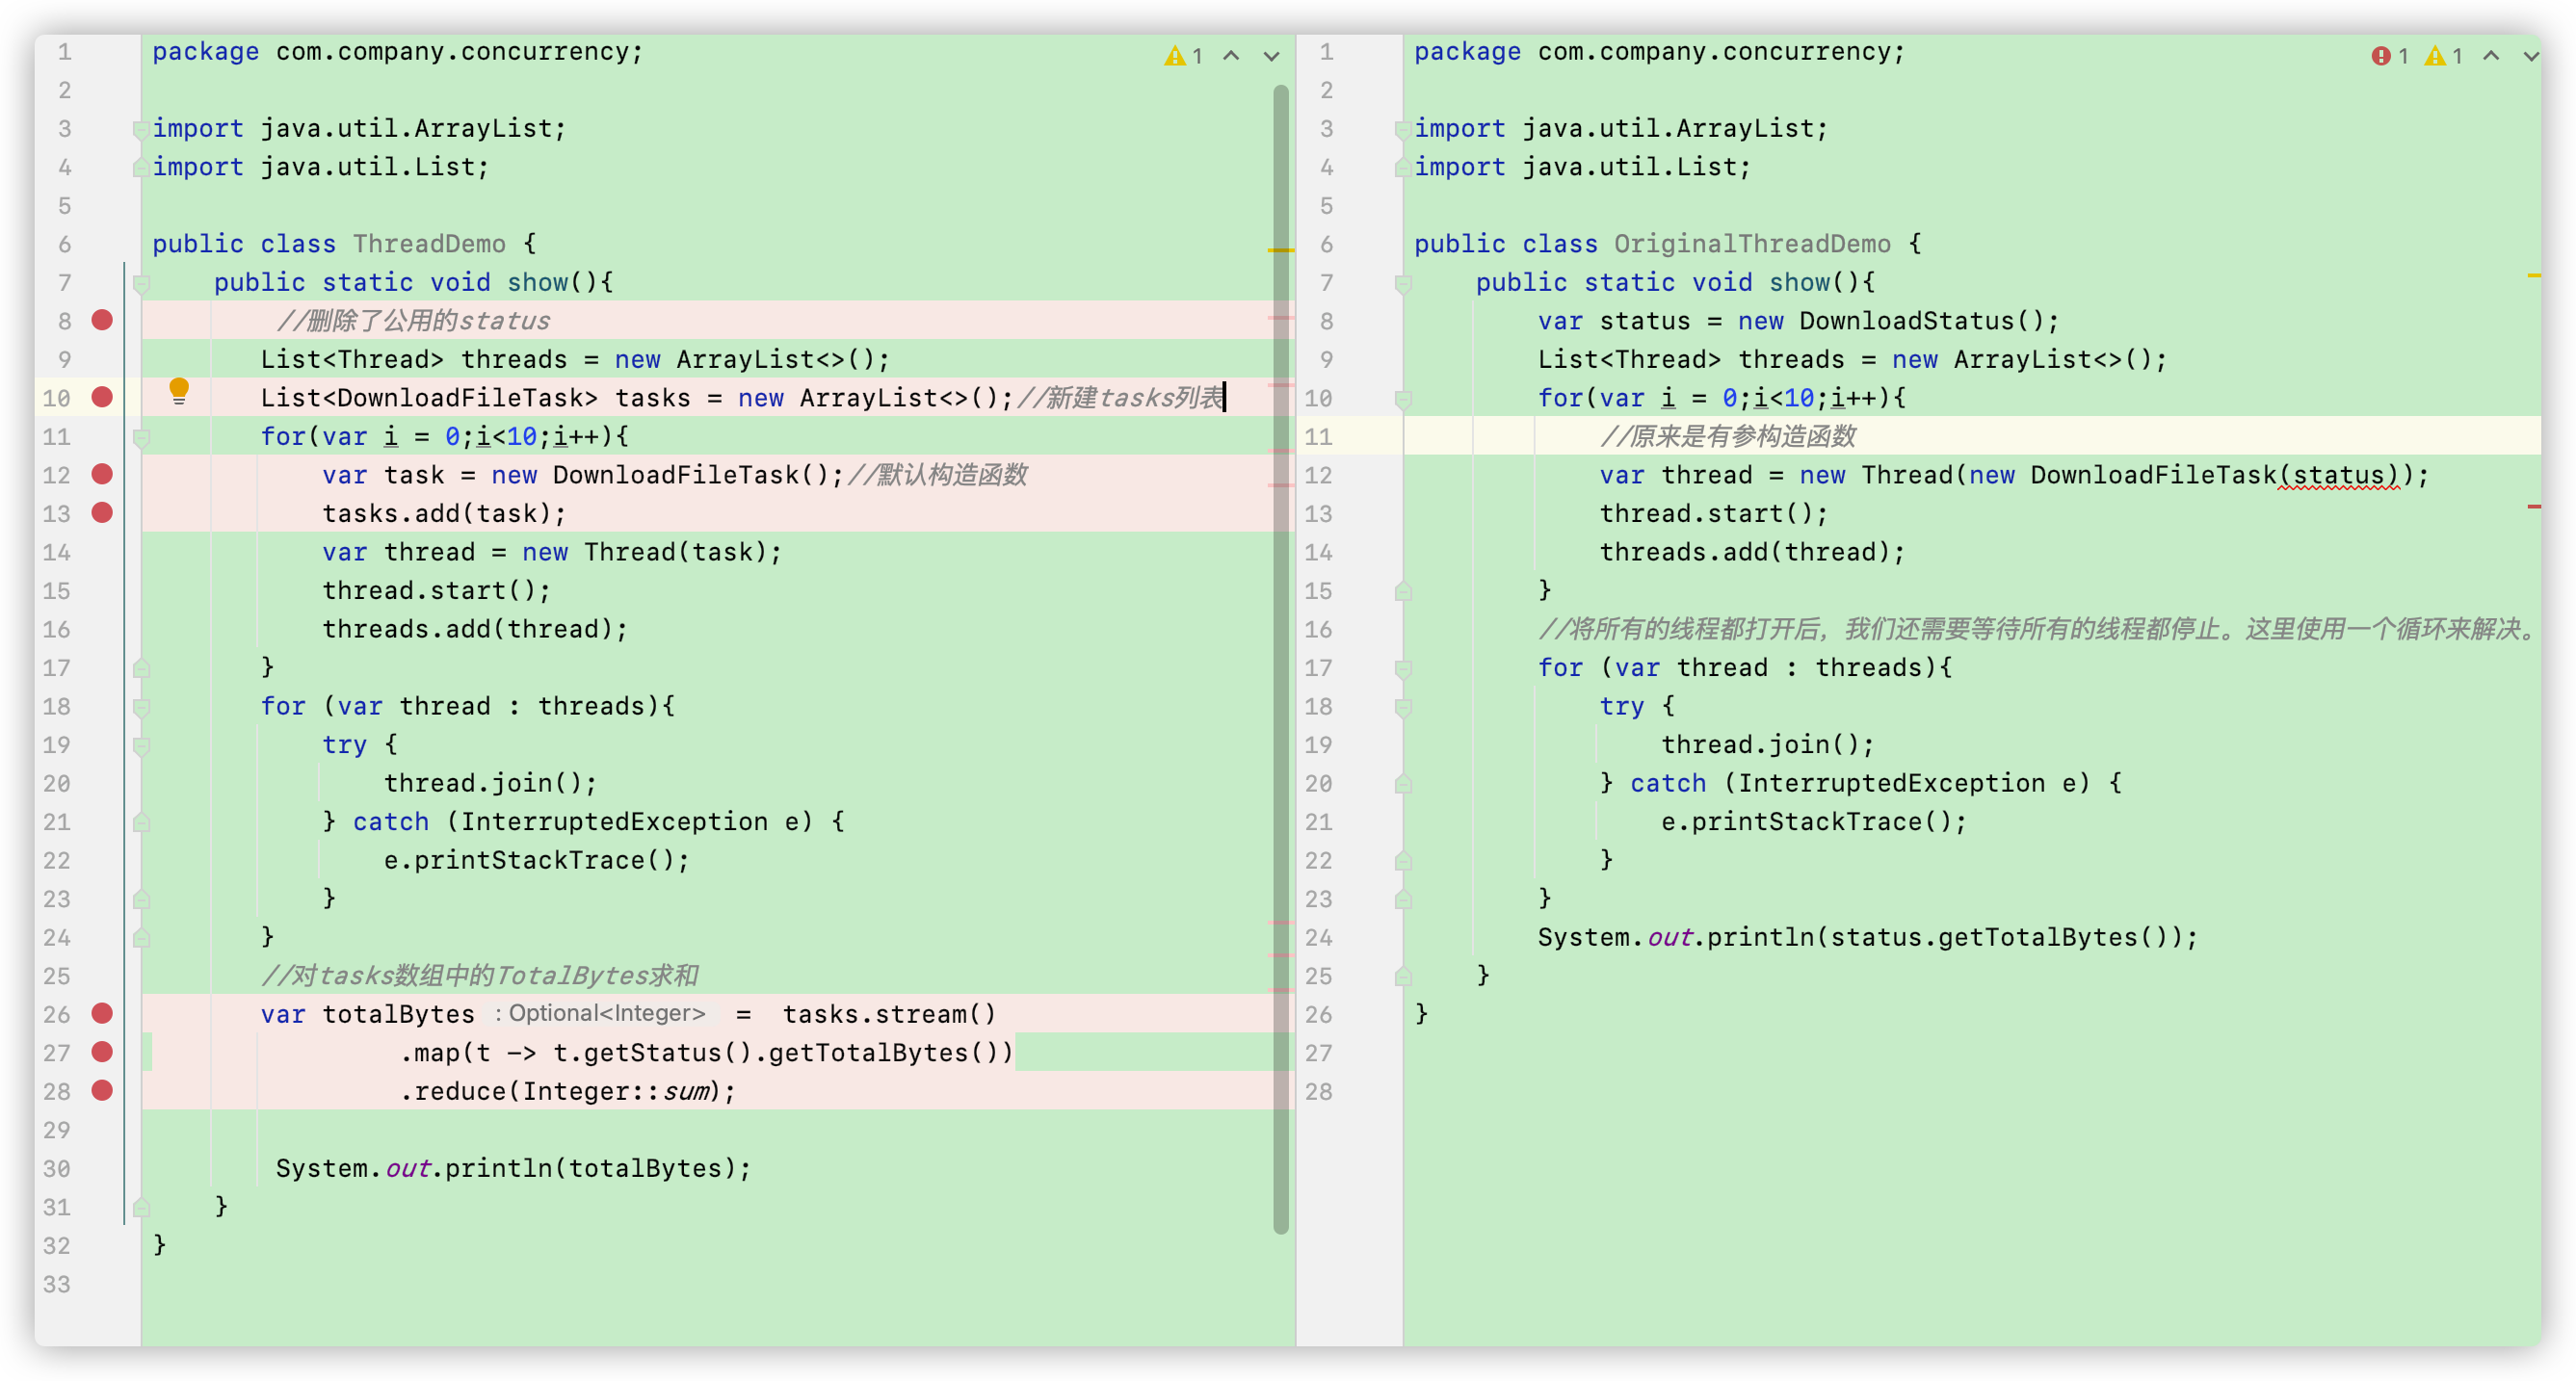 1 package com.company.concurrency; 1
2
3 import java.util.ArrayList;
4 import java.util.List;
5
6 public class ThreadDemo {
7 public static void show(){
8 //删除了公用的status
9 List<Thread> threads = new ArrayList<>();
10 List<DownloadFileTask> tasks = new ArrayList<>();//新建tasks列表
11 for(var i = 0;i<10;i++){
12 var task = new DownloadFileTask();//默认构造函数
13 tasks.add(task);
14 var thread = new Thread(task);
15 thread.start();
16 threads.add(thread);
17 }
18 for (var thread : threads){
19 try {
20 thread.join();
21 } catch (InterruptedException e) {
22 e.printStackTrace();
23 }
24 }
25 //对tasks数组中的TotalBytes求和
26 var totalBytes : Optional<Integer> = tasks.stream()
27 .map(t -> t.getStatus().getTotalBytes())
28 .reduce(Integer::sum);
29
30 System.out.println(totalBytes);
31 }
32 }
33
1 package com.company.concurrency; 1 1
2
3 import java.util.ArrayList;
4 import java.util.List;
5
6 public class OriginalThreadDemo {
7 public static void show(){
8 var status = new DownloadStatus();
9 List<Thread> threads = new ArrayList<>();
10 for(var i = 0;i<10;i++){
11 //原来是有参构造函数
12 var thread = new Thread(new DownloadFileTask(status));
13 thread.start();
14 threads.add(thread);
15 }
16 //将所有的线程都打开后，我们还需要等待所有的线程都停止。这里使用一个循环来解决。
17 for (var thread : threads){
18 try {
19 thread.join();
20 } catch (InterruptedException e) {
21 e.printStackTrace();
22 }
23 }
24 System.out.println(status.getTotalBytes());
25 }
26 }
27
28